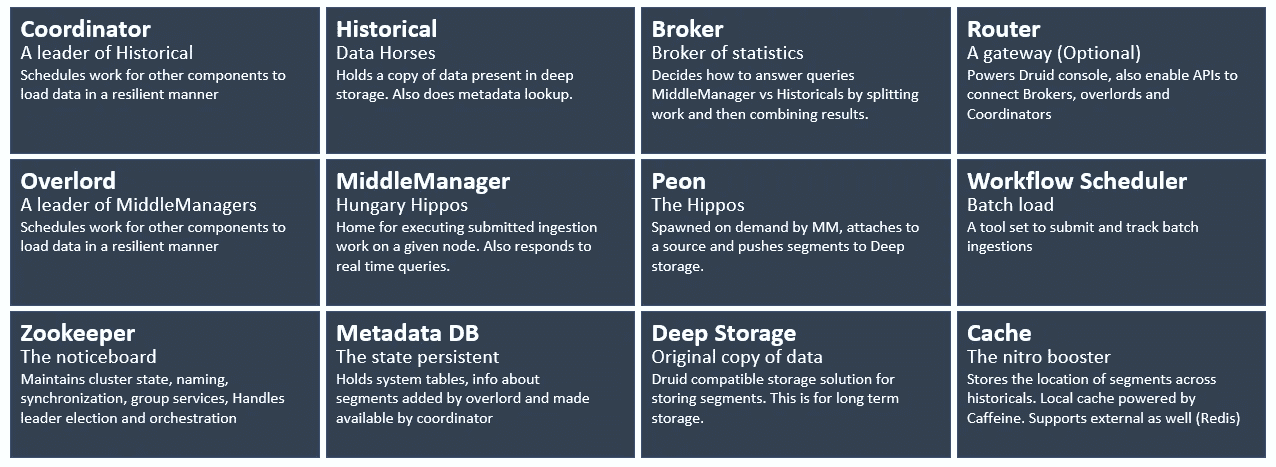 Coordinator
A leader of Historical
Schedules work for other components to
load data in a resilient manner
Historical
Data Horses
Holds a copy of data present in deep
storage. Also does metadata lookup.
Broker
Broker of statistics
Decides how to answer queries
MiddleManager vs Historicals by splitting
work and then combining results.
Router
A gateway (Optional)
Powers Druid console, also enable APIs to
connect Brokers, overlords and
Coordinators
Overlord
A leader of MiddleManagers
Schedules work for other components to
load data in a resilient manner
MiddleManager
Hungary Hippos
Home for executing submitted ingestion
work on a given node. Also responds to
real time queries.
Peon
The Hippos
Spawned on demand by MM, attaches to
a source and pushes segments to Deep
storage.
Workflow Scheduler
Batch load
A tool set to submit and track batch
ingestions
Zookeeper
The noticeboard
Maintains cluster state, naming,
synchronization, group services, Handles
leader election and orchestration
Metadata DB
The state persistent
Holds system tables, info about
segments added by overlord and made
available by coordinator
Deep Storage
Original copy of data
Druid compatible storage solution for
storing segments. This is for long term
storage.
Cache
The nitro booster
Stores the location of segments across
historicals. Local cache powered by
Caffeine. Supports external as well (Redis)